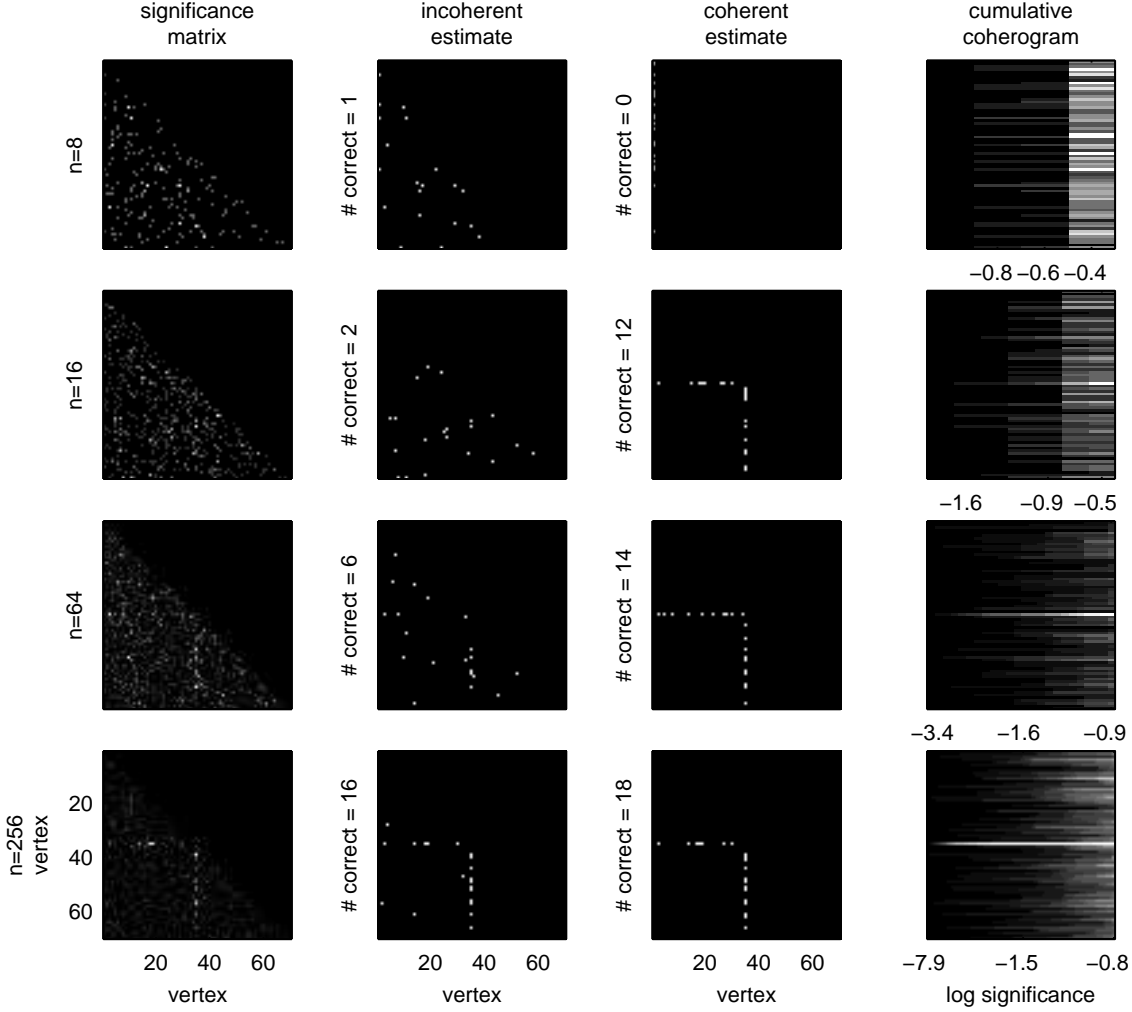 significance matrix
incoherent estimate
coherent estimate
cumulative coherogram
n=8
# correct = 1
# correct = 0
−0.8 −0.6 −0.4
n=16
# correct = 2
# correct = 12
−1.6 −0.9 −0.5
n=64
# correct = 6
# correct = 14
−3.4 −1.6 −0.9
n=256
vertex
20
40
60
# correct = 16
# correct = 18
20 40 60
vertex
20 40 60
vertex
20 40 60
vertex
−7.9 −1.5 −0.8
log significance